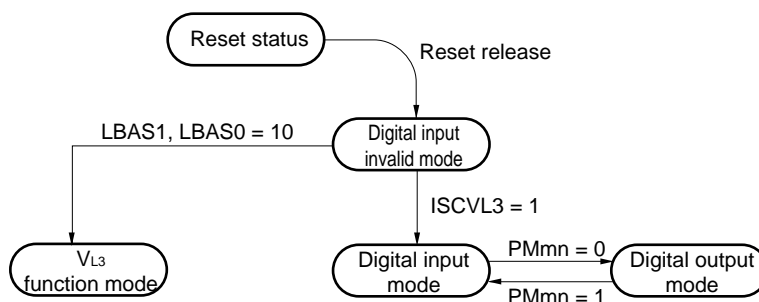 Reset status
Reset release
LBAS1, LBAS0 = 10
Digital input
invalid mode
ISCVL3 = 1
VL3
function mode
Digital input
mode
PMmn = 0
PMmn = 1
Digital output
mode